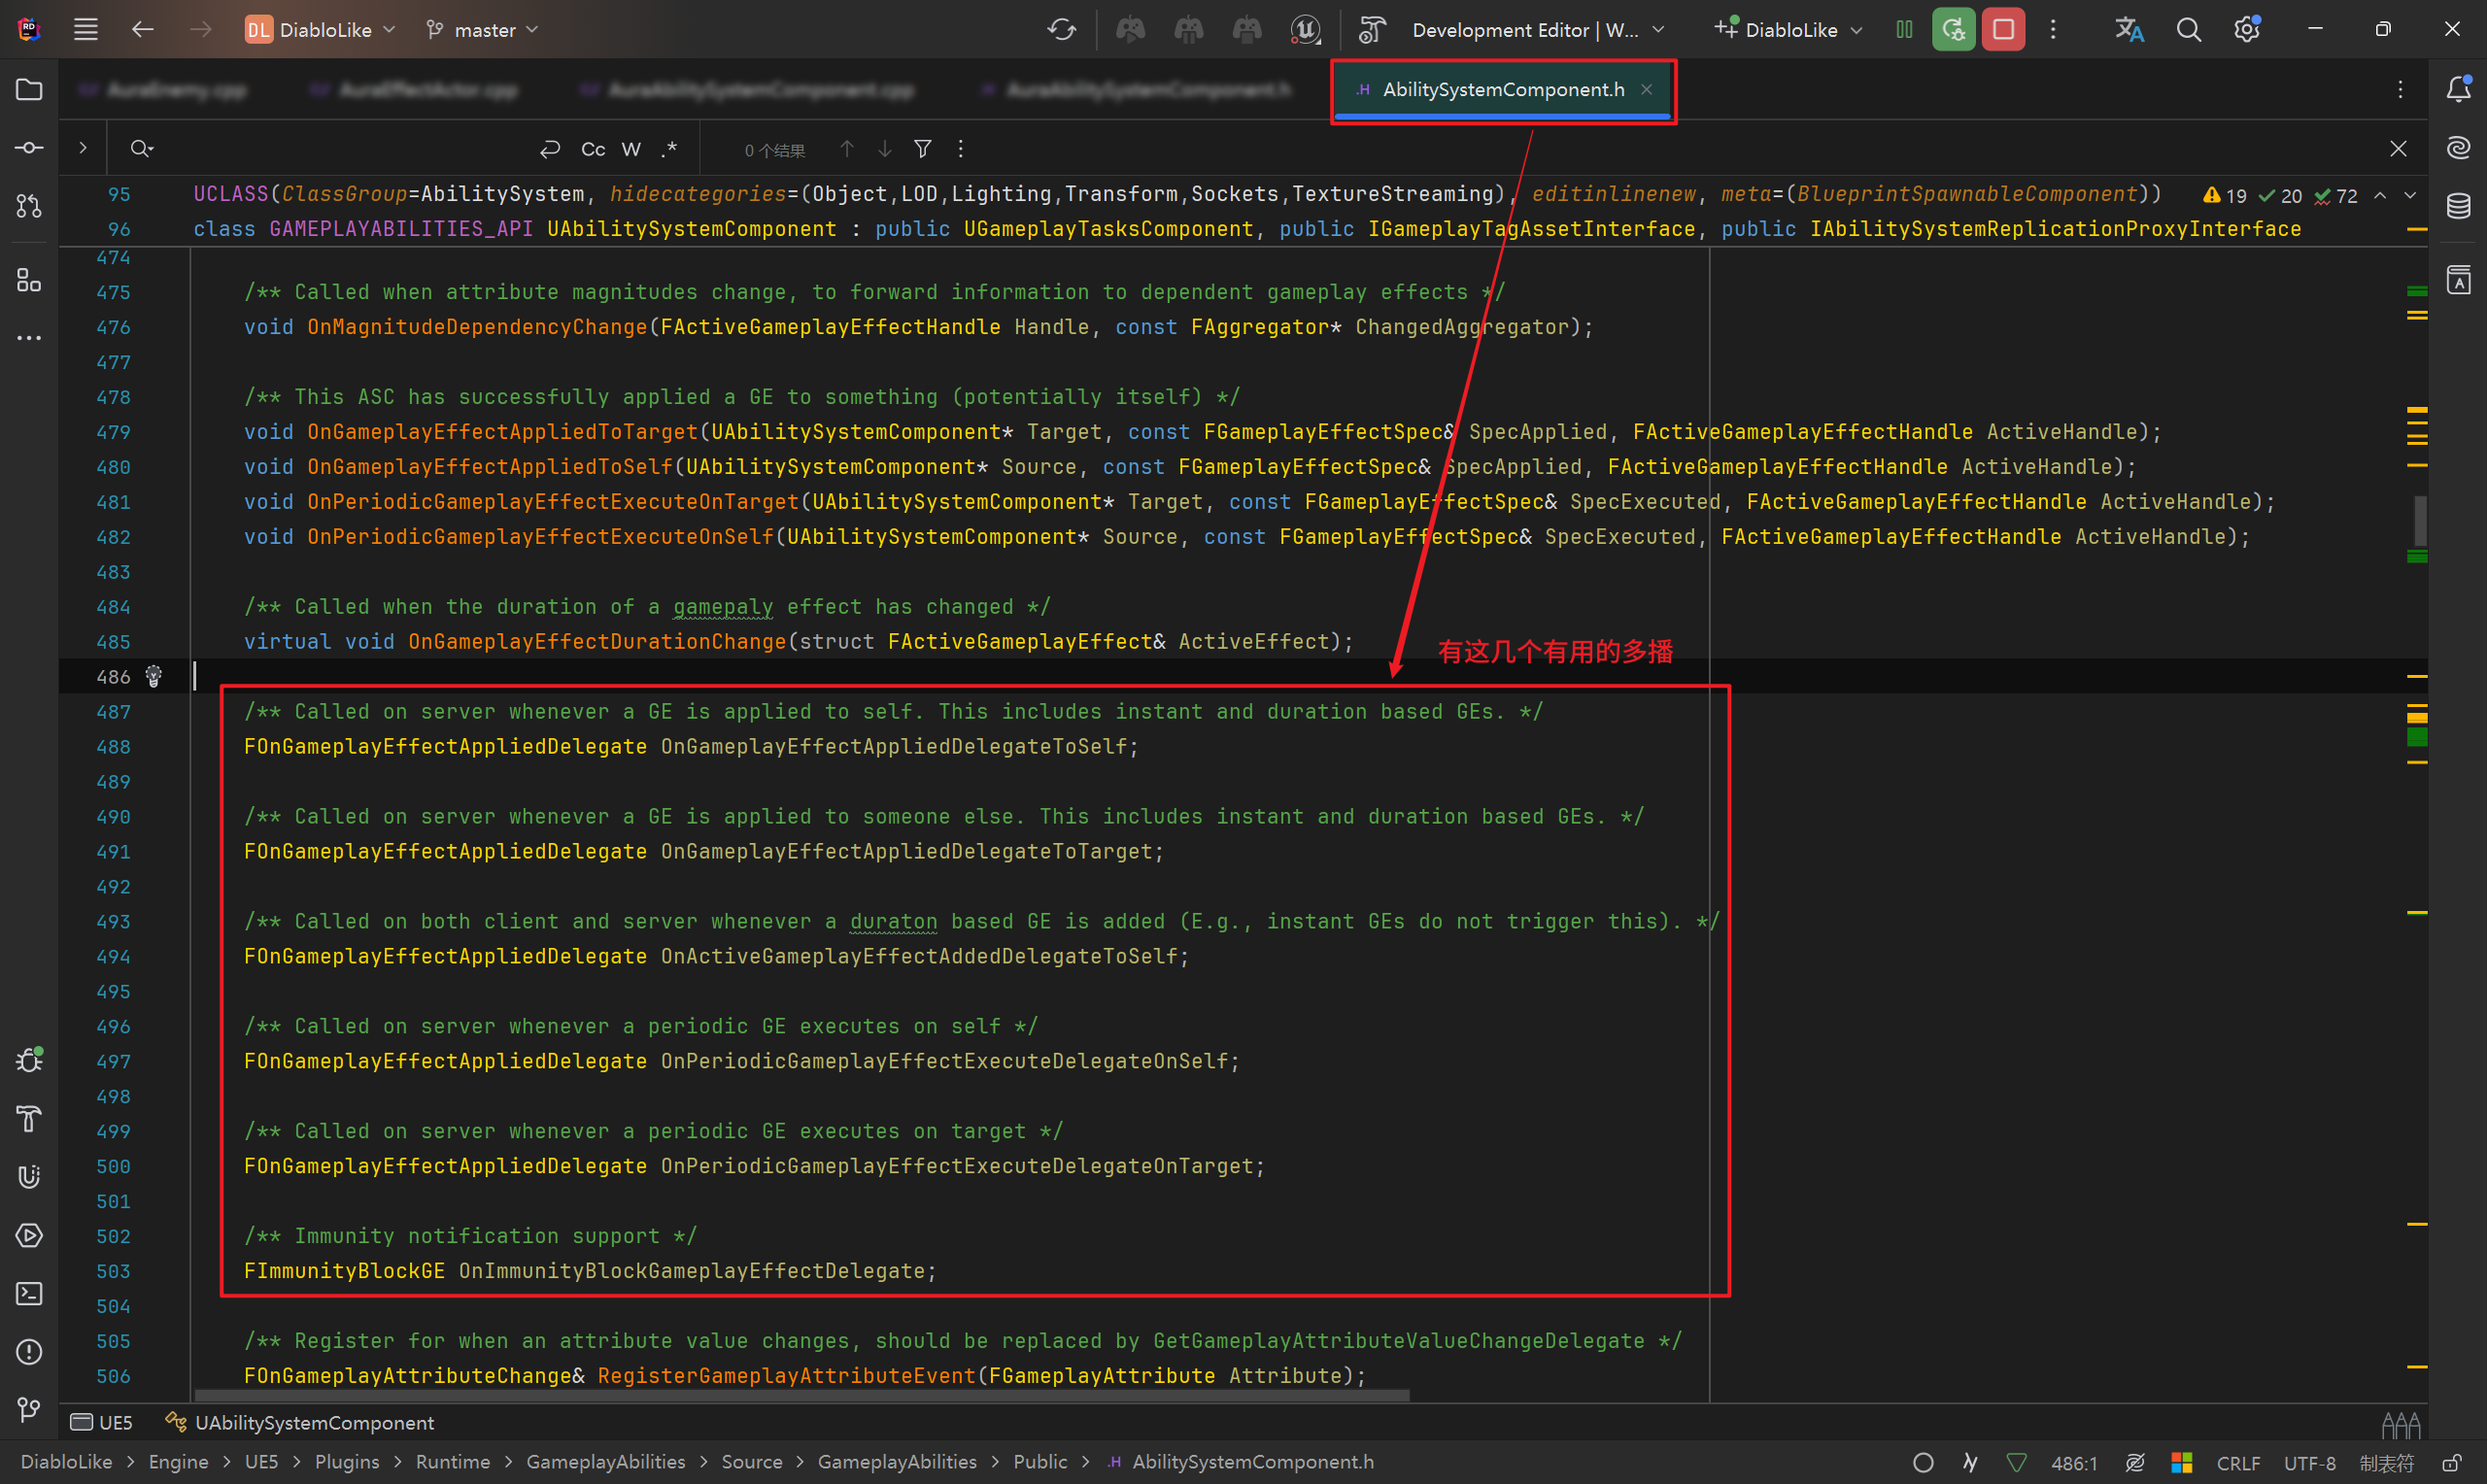 DL DiabloLike master Development Editor | W... DiabloLike
AuraEnemy.cpp AuraEffectActor.cpp AuraAbilitySystemComponent.cpp AuraAbilitySystemComponent.h .H AbilitySystemComponent.h
Cc W .* 0 个结果
95 UCLASS(ClassGroup=AbilitySystem, hidecategories=(Object,LOD,Lighting,Transform,Sockets,TextureStreaming), editinlinenew, meta=(BlueprintSpawnableComponent)) 19 20 72
96 class GAMEPLAYABILITIES_API UAbilitySystemComponent : public UGameplayTasksComponent, public IGameplayTagAssetInterface, public IAbilitySystemReplicationProxyInterface
474
475 /** Called when attribute magnitudes change, to forward information to dependent gameplay effects */
476 void OnMagnitudeDependencyChange(FActiveGameplayEffectHandle Handle, const FAggregator* ChangedAggregator);
477
478 /** This ASC has successfully applied a GE to something (potentially itself) */
479 void OnGameplayEffectAppliedToTarget(UAbilitySystemComponent* Target, const FGameplayEffectSpec& SpecApplied, FActiveGameplayEffectHandle ActiveHandle);
480 void OnGameplayEffectAppliedToSelf(UAbilitySystemComponent* Source, const FGameplayEffectSpec& SpecApplied, FActiveGameplayEffectHandle ActiveHandle);
481 void OnPeriodicGameplayEffectExecuteOnTarget(UAbilitySystemComponent* Target, const FGameplayEffectSpec& SpecExecuted, FActiveGameplayEffectHandle ActiveHandle);
482 void OnPeriodicGameplayEffectExecuteOnSelf(UAbilitySystemComponent* Source, const FGameplayEffectSpec& SpecExecuted, FActiveGameplayEffectHandle ActiveHandle);
483
484 /** Called when the duration of a gamepaly effect has changed */
485 virtual void OnGameplayEffectDurationChange(struct FActiveGameplayEffect& ActiveEffect);
有这几个有用的多播
486
487 /** Called on server whenever a GE is applied to self. This includes instant and duration based GEs. */
488 FOnGameplayEffectAppliedDelegate OnGameplayEffectAppliedDelegateToSelf;
489
490 /** Called on server whenever a GE is applied to someone else. This includes instant and duration based GEs. */
491 FOnGameplayEffectAppliedDelegate OnGameplayEffectAppliedDelegateToTarget;
492
493 /** Called on both client and server whenever a duraton based GE is added (E.g., instant GEs do not trigger this). */
494 FOnGameplayEffectAppliedDelegate OnActiveGameplayEffectAddedDelegateToSelf;
495
496 /** Called on server whenever a periodic GE executes on self */
497 FOnGameplayEffectAppliedDelegate OnPeriodicGameplayEffectExecuteDelegateOnSelf;
498
499 /** Called on server whenever a periodic GE executes on target */
500 FOnGameplayEffectAppliedDelegate OnPeriodicGameplayEffectExecuteDelegateOnTarget;
501
502 /** Immunity notification support */
503 FImmunityBlockGE OnImmunityBlockGameplayEffectDelegate;
504
505 /** Register for when an attribute value changes, should be replaced by GetGameplayAttributeValueChangeDelegate */
506 FOnGameplayAttributeChange& RegisterGameplayAttributeEvent(FGameplayAttribute Attribute);
UE5 UAbilitySystemComponent
DiabloLike > Engine > UE5 > Plugins > Runtime > GameplayAbilities > Source > GameplayAbilities > Public > .H AbilitySystemComponent.h 486:1 CRLF UTF-8 制表符